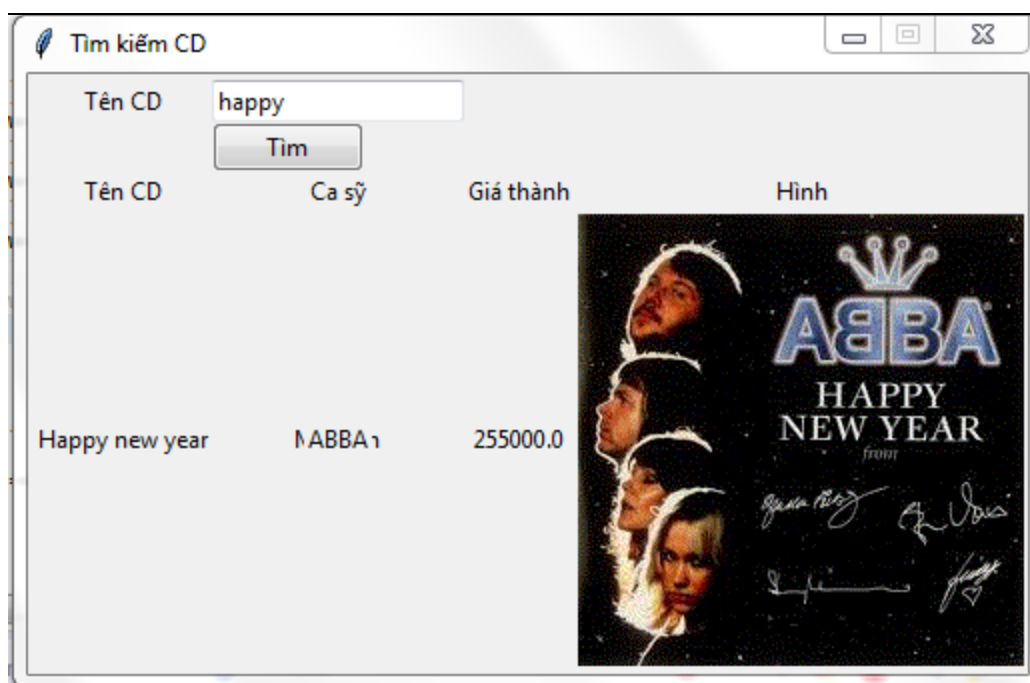 Tìm kiếm CD
Tên CD happy
Tìm
Tên CD Ca sỹ Giá thành Hình
Happy new year ABBA 255000.0
ABBA
HAPPY
NEW YEAR
from